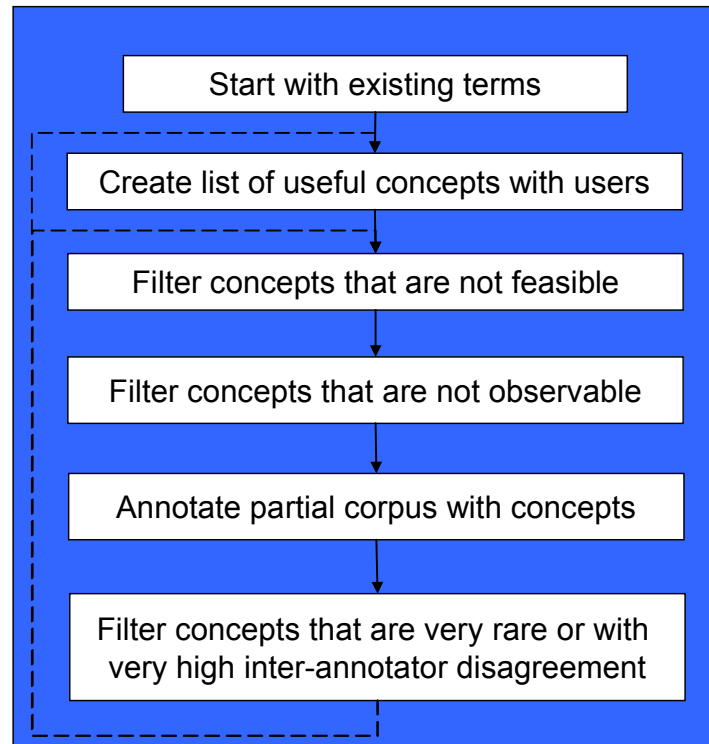 Start with existing terms
Create list of useful concepts with users
Filter concepts that are not feasible
Filter concepts that are not observable
Annotate partial corpus with concepts
Filter concepts that are very rare or with
very high inter-annotator disagreement